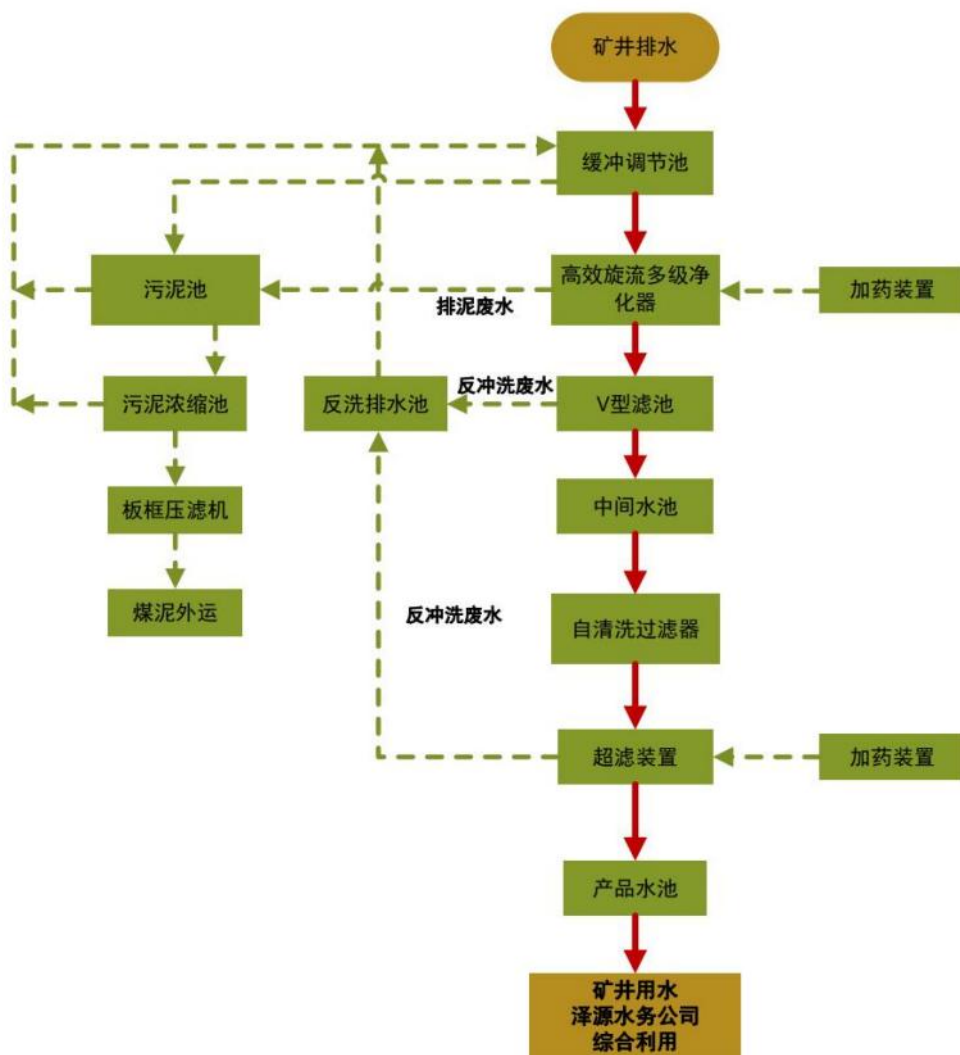 矿井排水
缓冲调节池
污泥池
高效旋流多级净
化器
加药装置
排泥废水
污泥浓缩池
反洗排水池
反冲洗废水
V型滤池
板框压滤机
中间水池
煤泥外运
反冲洗废水
自清洗过滤器
超滤装置
加药装置
产品水池
矿井用水
泽源水务公司
综合利用